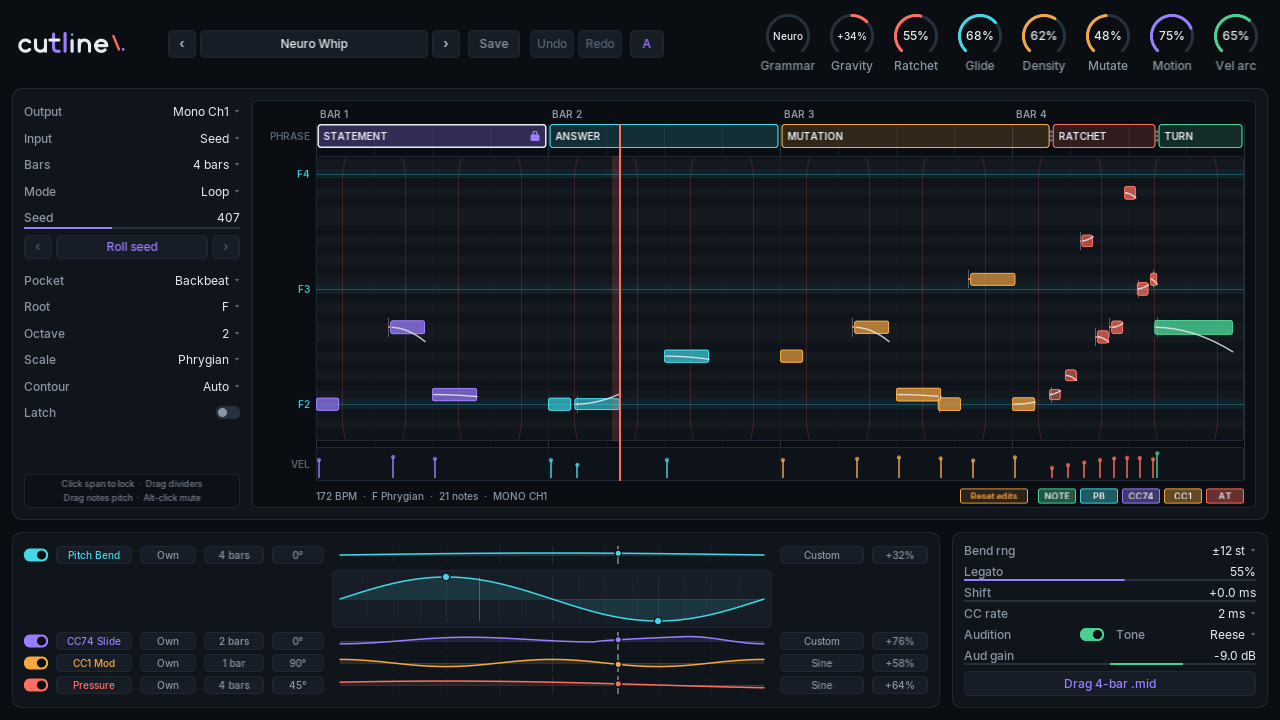 cutline
‹ Neuro Whip › Save Undo Redo A
Neuro +34% 55% 68% 62% 48% 75% 65%
Grammar Gravity Ratchet Glide Density Mutate Motion Vel arc
Output Mono Ch1
Input Seed
Bars 4 bars
Mode Loop
Seed 407
‹ Roll seed ›
Pocket Backbeat
Root F
Octave 2
Scale Phrygian
Contour Auto
Latch
Click span to lock · Drag dividers
Drag notes pitch · Alt-click mute
BAR 1 BAR 2 BAR 3 BAR 4
PHRASE STATEMENT ANSWER MUTATION RATCHET TURN
F4
F3
F2
VEL
172 BPM · F Phrygian · 21 notes · MONO CH1
Reset edits NOTE PB CC74 CC1 AT
Pitch Bend Own 4 bars 0° Custom +32%
CC74 Slide Own 2 bars 0° Custom +76%
CC1 Mod Own 1 bar 90° Sine +58%
Pressure Own 4 bars 45° Sine +64%
Bend rng ±12 st
Legato 55%
Shift +0.0 ms
CC rate 2 ms
Audition Tone Reese
Aud gain -9.0 dB
Drag 4-bar .mid